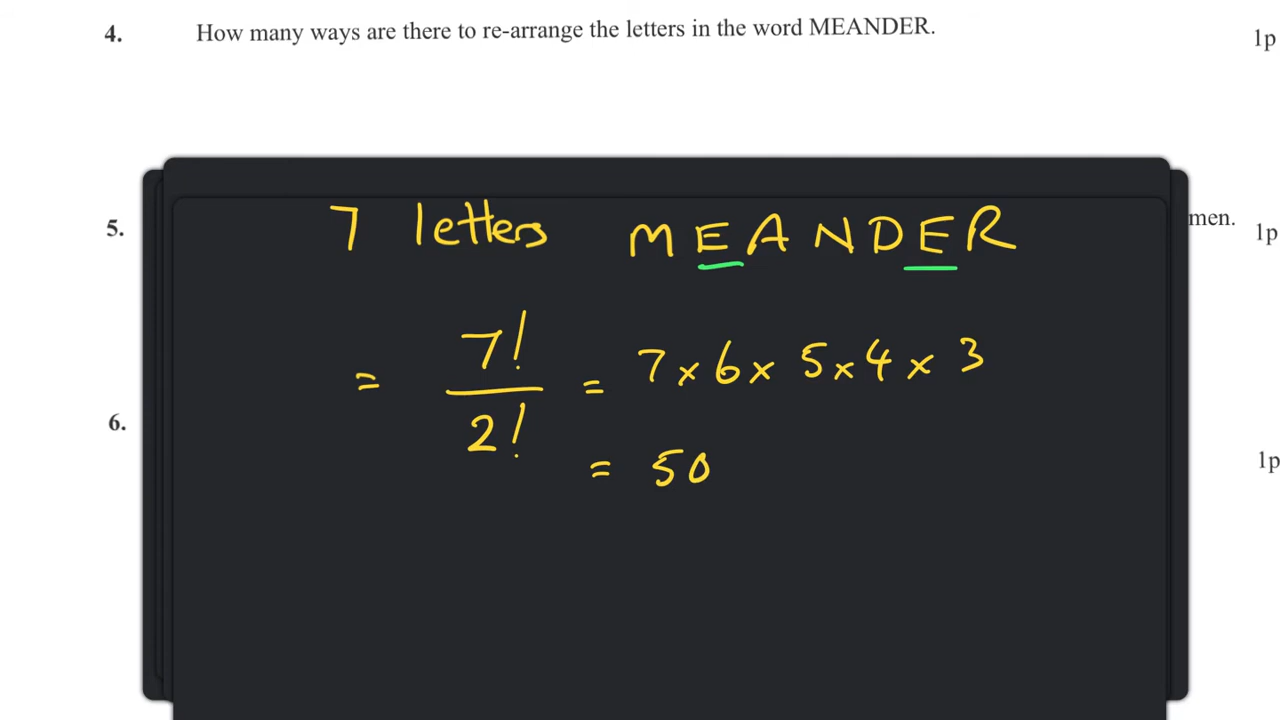 4. How many ways are there to re-arrange the letters in the word MEANDER. 1p
7 letters MEANDER
5. men. 1p
= 7! / 2! = 7 × 6 × 5 × 4 × 3
6. 1p
= 50